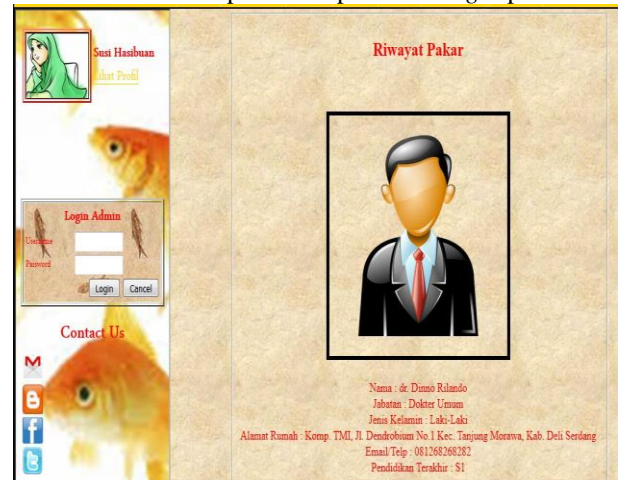 Susi Hasibuan
Lihat Profil
Login Admin
Username
Password
Login Cancel
Contact Us
Riwayat Pakar
Nama : dr. Dinno Rilando
Jabatan : Dokter Umum
Jenis Kelamin : Laki-Laki
Alamat Rumah : Komp. TMI, Jl. Dendrobium No.1 Kec. Tanjung Morawa, Kab. Deli Serdang
Email/Telp : 081268268282
Pendidikan Terakhir : S1